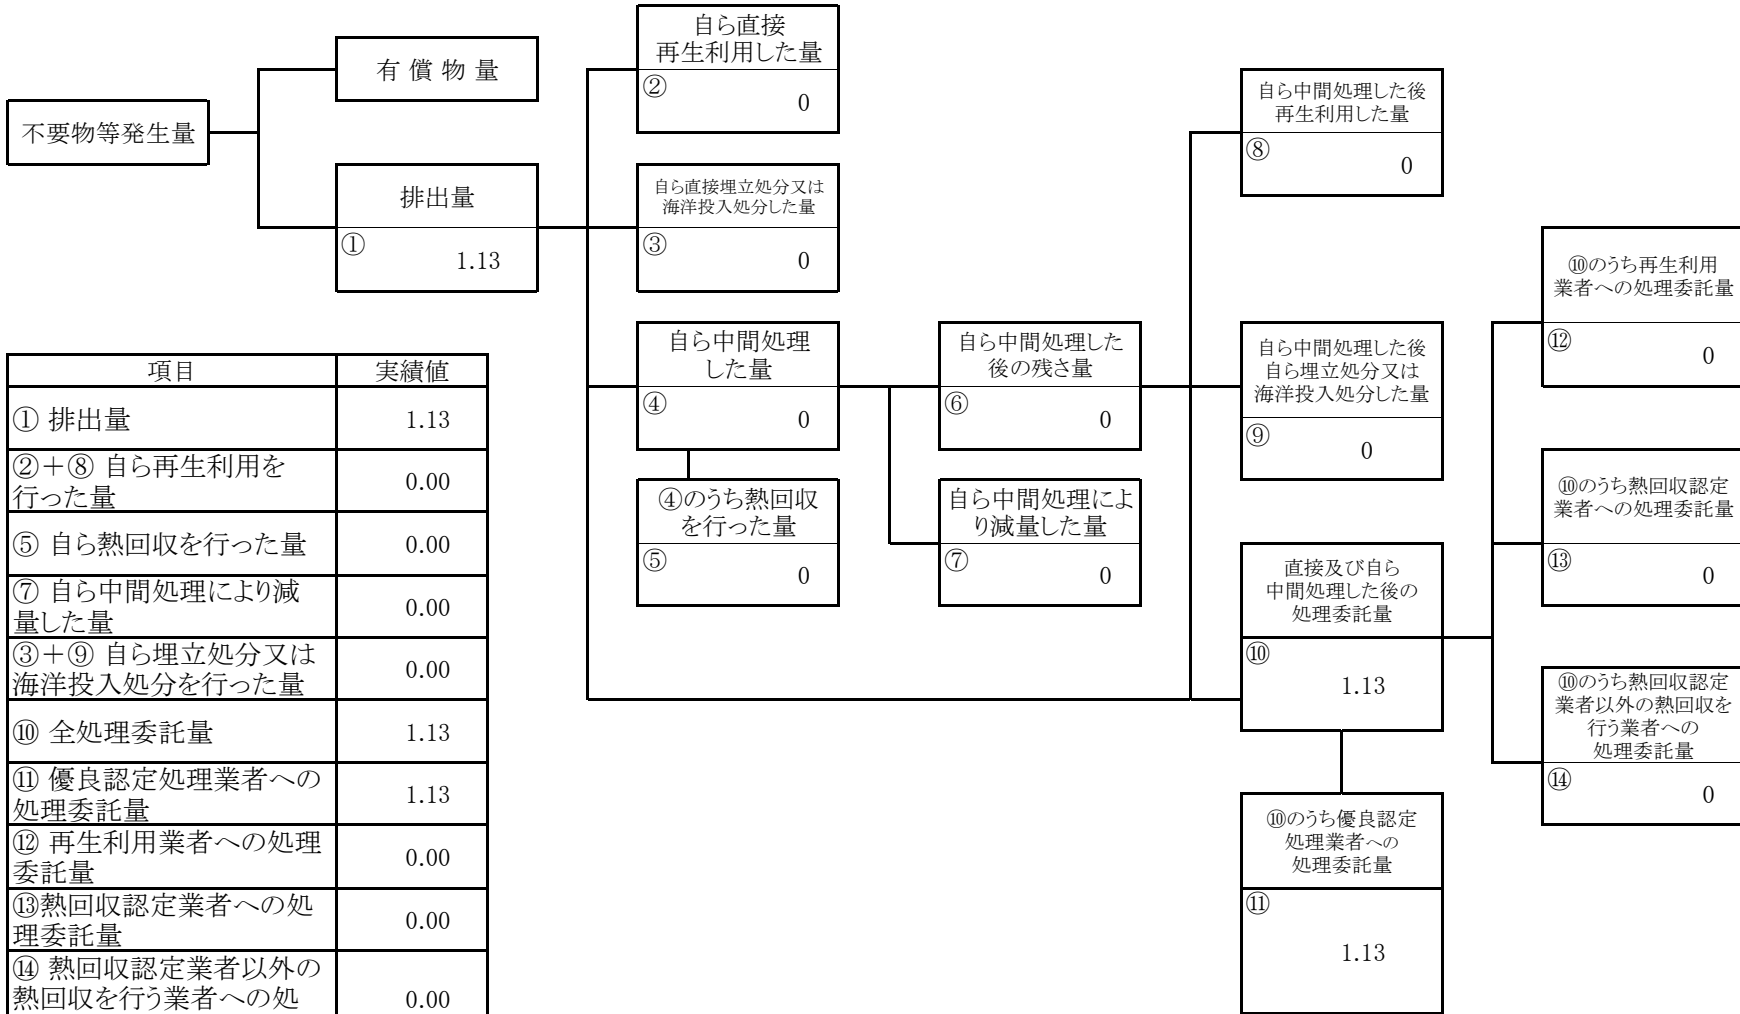 不要物等発生量
有 償 物 量
排出量
①
1.13
自ら直接
再生利用した量
②
0
自ら直接埋立処分又は
海洋投入処分した量
③
0
自ら中間処理
した量
④
0
④のうち熱回収
を行った量
⑤
0
自ら中間処理した
後の残さ量
⑥
0
自ら中間処理によ
り減量した量
⑦
0
自ら中間処理した後
再生利用した量
⑧
0
自ら中間処理した後
自ら埋立処分又は
海洋投入処分した量
⑨
0
直接及び自ら
中間処理した後の
処理委託量
⑩
1.13
⑩のうち優良認定
処理業者への
処理委託量
⑪
1.13
⑩のうち再生利用
業者への処理委託量
⑫
0
⑩のうち熱回収認定
業者への処理委託量
⑬
0
⑩のうち熱回収認定
業者以外の熱回収を
行う業者への
処理委託量
⑭
0
項目 実績値
① 排出量 1.13
②＋⑧ 自ら再生利用を
行った量 0.00
⑤ 自ら熱回収を行った量 0.00
⑦ 自ら中間処理により減
量した量 0.00
③＋⑨ 自ら埋立処分又は
海洋投入処分を行った量 0.00
⑩ 全処理委託量 1.13
⑪ 優良認定処理業者への
処理委託量 1.13
⑫ 再生利用業者への処理
委託量 0.00
⑬熱回収認定業者への処
理委託量 0.00
⑭ 熱回収認定業者以外の
熱回収を行う業者への処 0.00